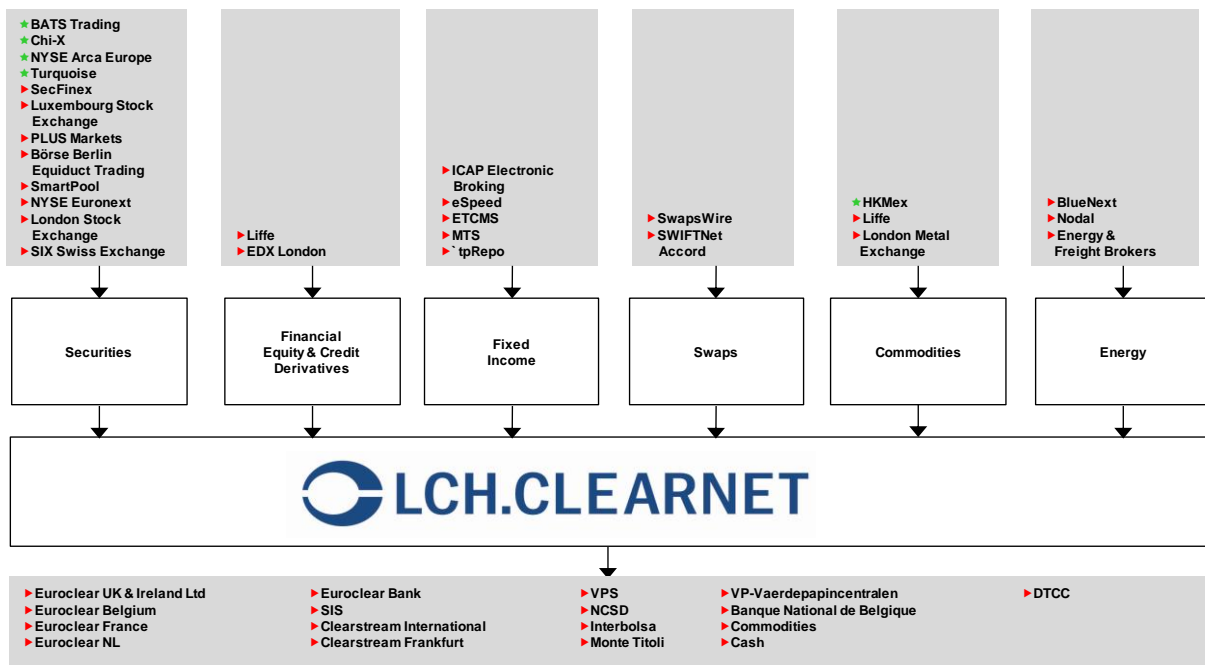 BATS Trading
Chi-X
NYSE Arca Europe
Turquoise
SecFinex
Luxembourg Stock
Exchange
PLUS Markets
Börse Berlin
Equiduct Trading
SmartPool
NYSE Euronext
London Stock
Exchange
SIX Swiss Exchange
Liffe
EDX London
ICAP Electronic
Broking
eSpeed
ETCMS
MTS
`tpRepo
SwapsWire
SWIFTNet
Accord
HKMex
Liffe
London Metal
Exchange
BlueNext
Nodal
Energy &
Freight Brokers
Securities
Financial
Equity & Credit
Derivatives
Fixed
Income
Swaps
Commodities
Energy
LCH.CLEARNET
Euroclear UK & Ireland Ltd
Euroclear Belgium
Euroclear France
Euroclear NL
Euroclear Bank
SIS
Clearstream International
Clearstream Frankfurt
VPS
NCSD
Interbolsa
Monte Titoli
VP-Vaerdepapincentralen
Banque National de Belgique
Commodities
Cash
DTCC